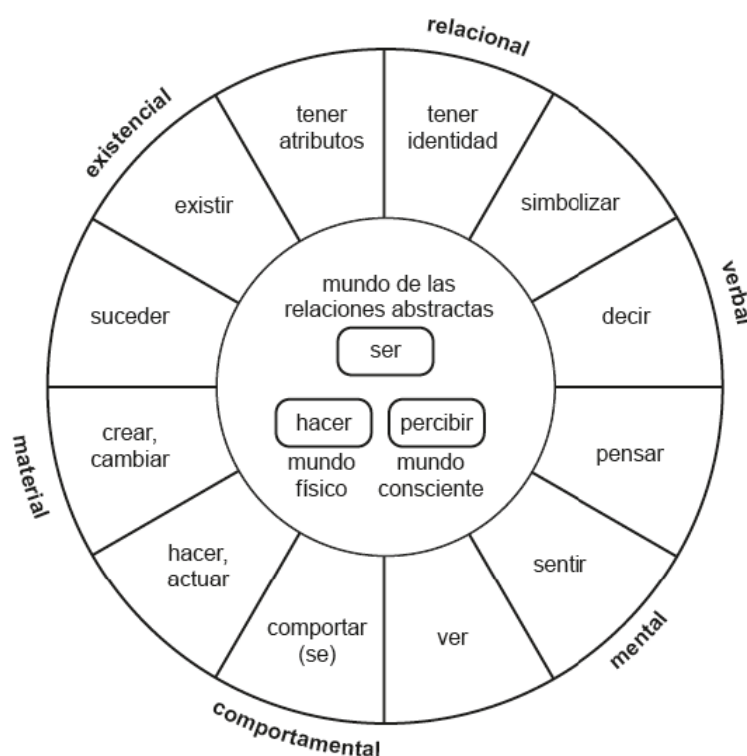 relacional
existencial
tener
atributos
tener
identidad
existir
simbolizar
verbal
suceder
decir
mundo de las
relaciones abstractas
ser
hacer
percibir
mundo
físico
mundo
consciente
material
crear,
cambiar
pensar
hacer,
actuar
sentir
comportar
(se)
ver
mental
comportamental